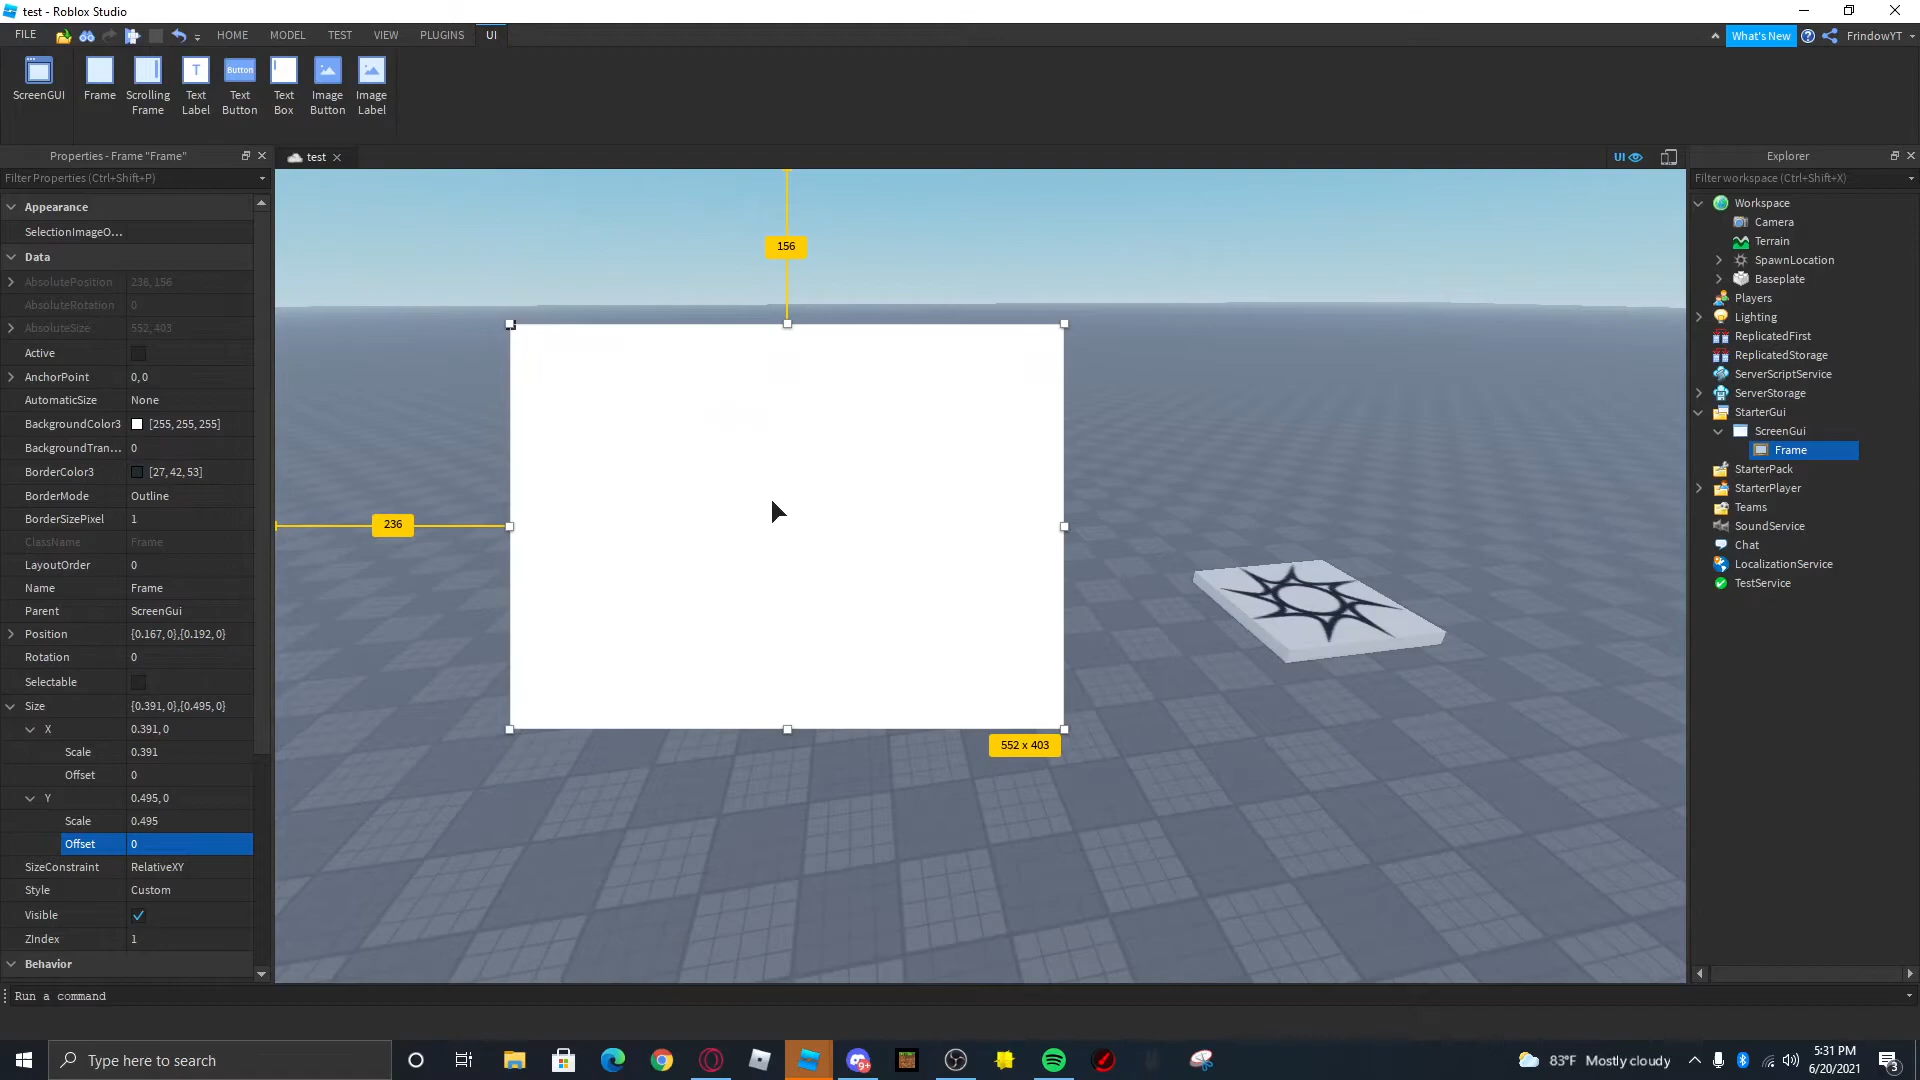 test - Roblox Studio
FILE HOME MODEL TEST VIEW PLUGINS UI What's New FrindowYT
ScreenGUI Frame Scrolling Frame Text Label Button Text Button Text Box Image Button Image Label
Properties - Frame "Frame"
Filter Properties (Ctrl+Shift+P)
Appearance
SelectionImageO...
Data
AbsolutePosition 236, 156
AbsoluteRotation 0
AbsoluteSize 552, 403
Active
AnchorPoint 0, 0
AutomaticSize None
BackgroundColor3 [255, 255, 255]
BackgroundTran... 0
BorderColor3 [27, 42, 53]
BorderMode Outline
BorderSizePixel 1
ClassName Frame
LayoutOrder 0
Name Frame
Parent ScreenGui
Position {0.167, 0},{0.192, 0}
Rotation 0
Selectable
Size {0.391, 0},{0.495, 0}
X 0.391, 0
Scale 0.391
Offset 0
Y 0.495, 0
Scale 0.495
Offset 0
SizeConstraint RelativeXY
Style Custom
Visible
ZIndex 1
Behavior
test
UI
156
236
552 x 403
Explorer
Filter workspace (Ctrl+Shift+X)
Workspace
Camera
Terrain
SpawnLocation
Baseplate
Players
Lighting
ReplicatedFirst
ReplicatedStorage
ServerScriptService
ServerStorage
StarterGui
ScreenGui
Frame
StarterPack
StarterPlayer
Teams
SoundService
Chat
LocalizationService
TestService
Run a command
Type here to search
9+
83°F Mostly cloudy
5:31 PM
6/20/2021
3